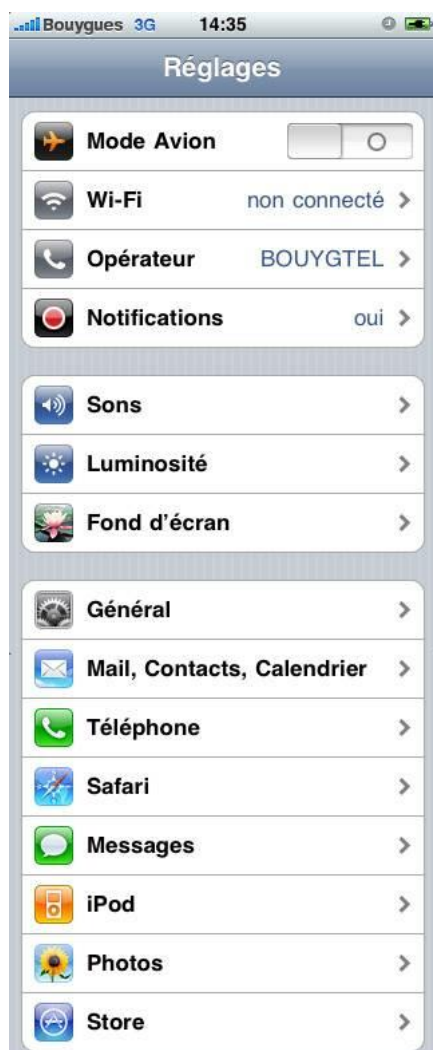 Bouygues 3G 14:35
Réglages
Mode Avion
Wi-Fi non connecté
Opérateur BOUYGTEL
Notifications oui
Sons
Luminosité
Fond d'écran
Général
Mail, Contacts, Calendrier
Téléphone
Safari
Messages
iPod
Photos
Store